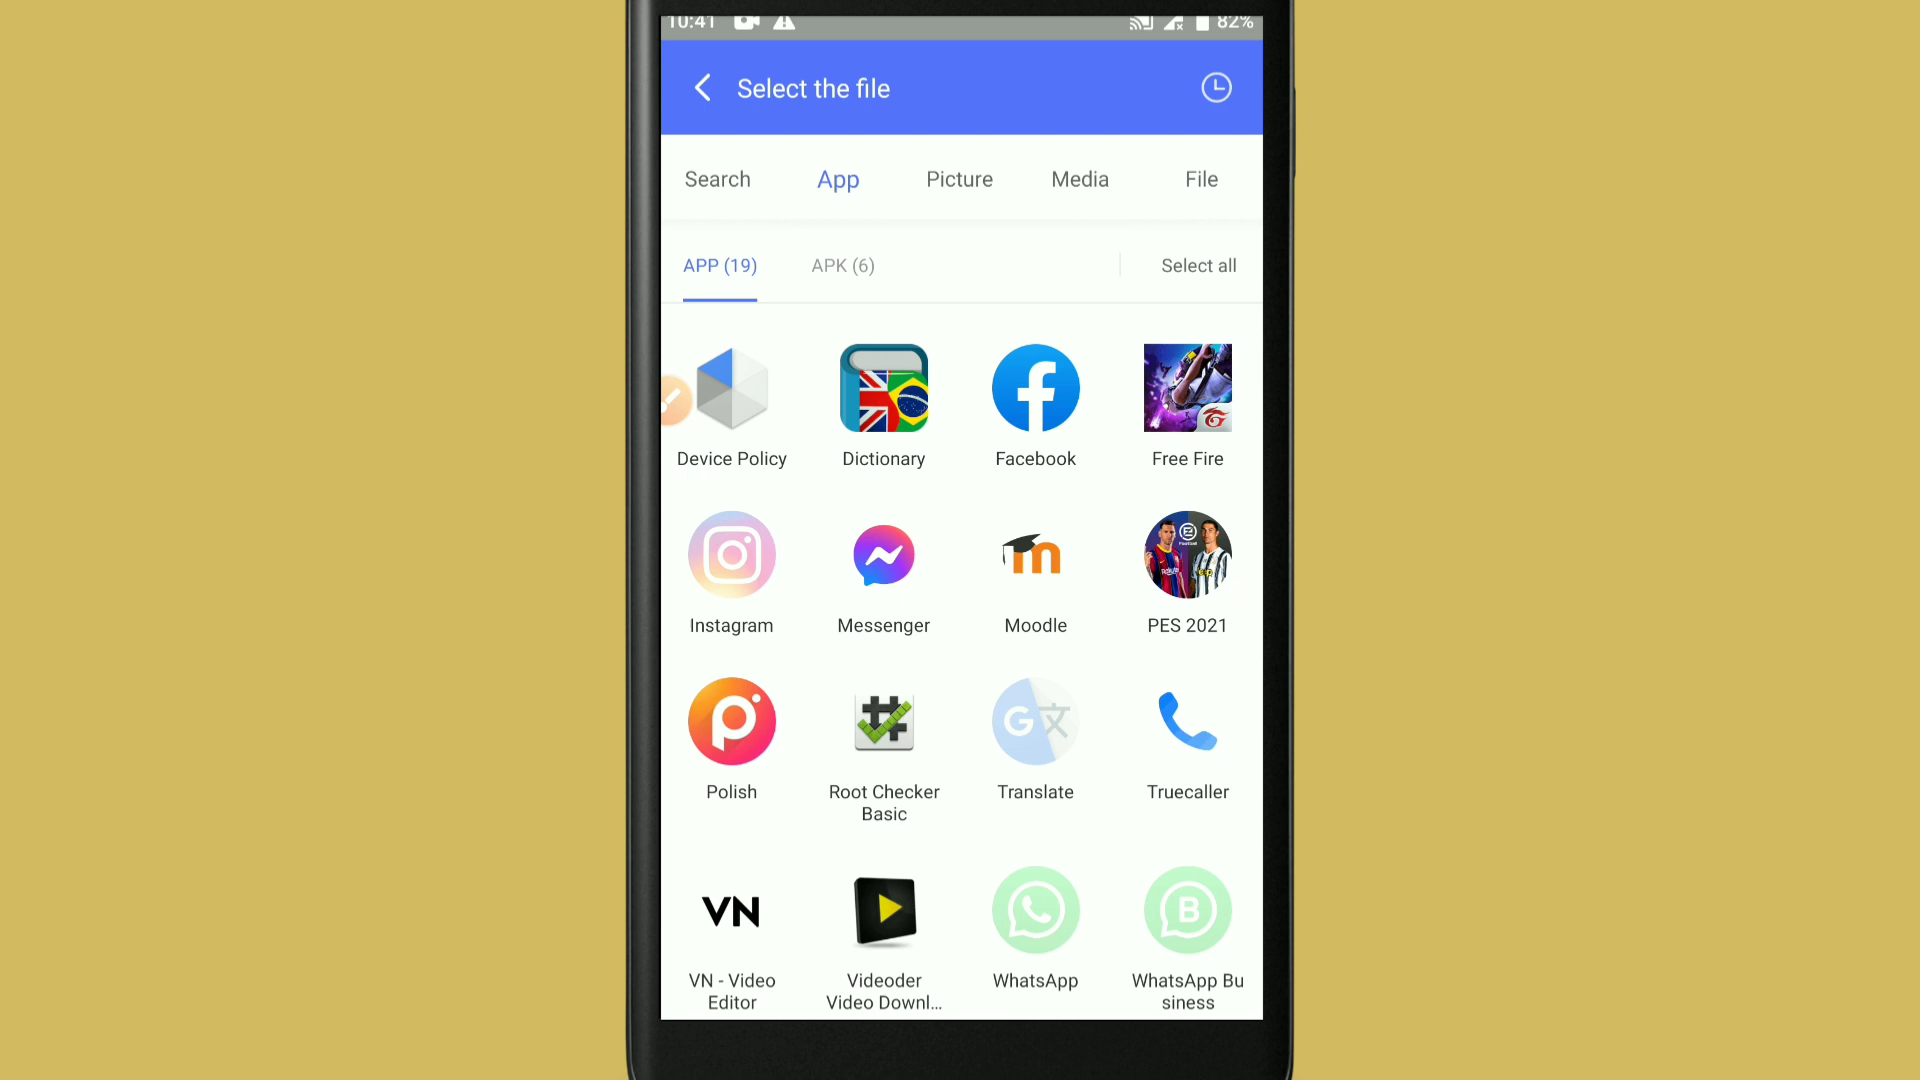 10:41 82%
Select the file
Search App Picture Media File
APP (19) APK (6) Select all
Device Policy Dictionary Facebook Free Fire
Instagram Messenger Moodle PES 2021
Polish Root Checker Basic Translate Truecaller
VN
B
VN - Video Editor Videoder Video Downl... WhatsApp WhatsApp Bu siness